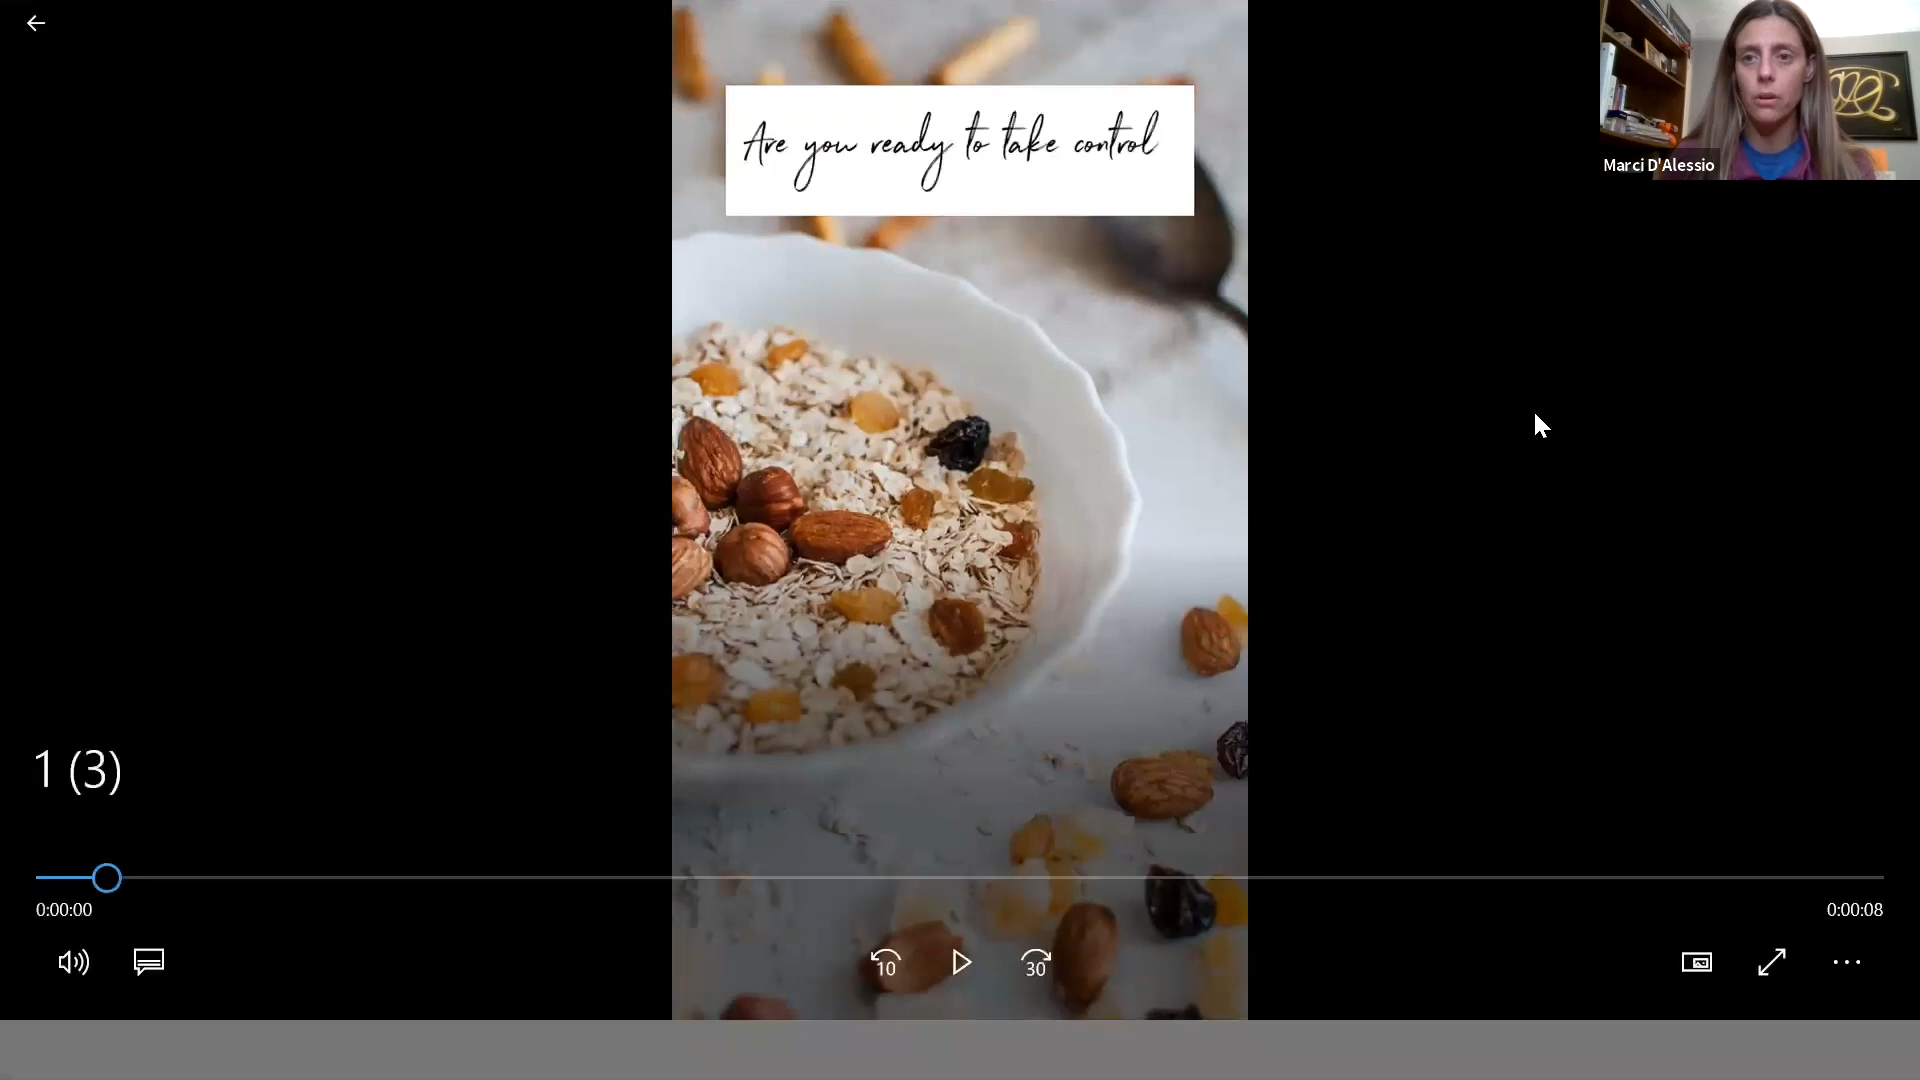 Are you ready to take control
Marci D'Alessio
1 (3)
0:00:00
0:00:08
10
30